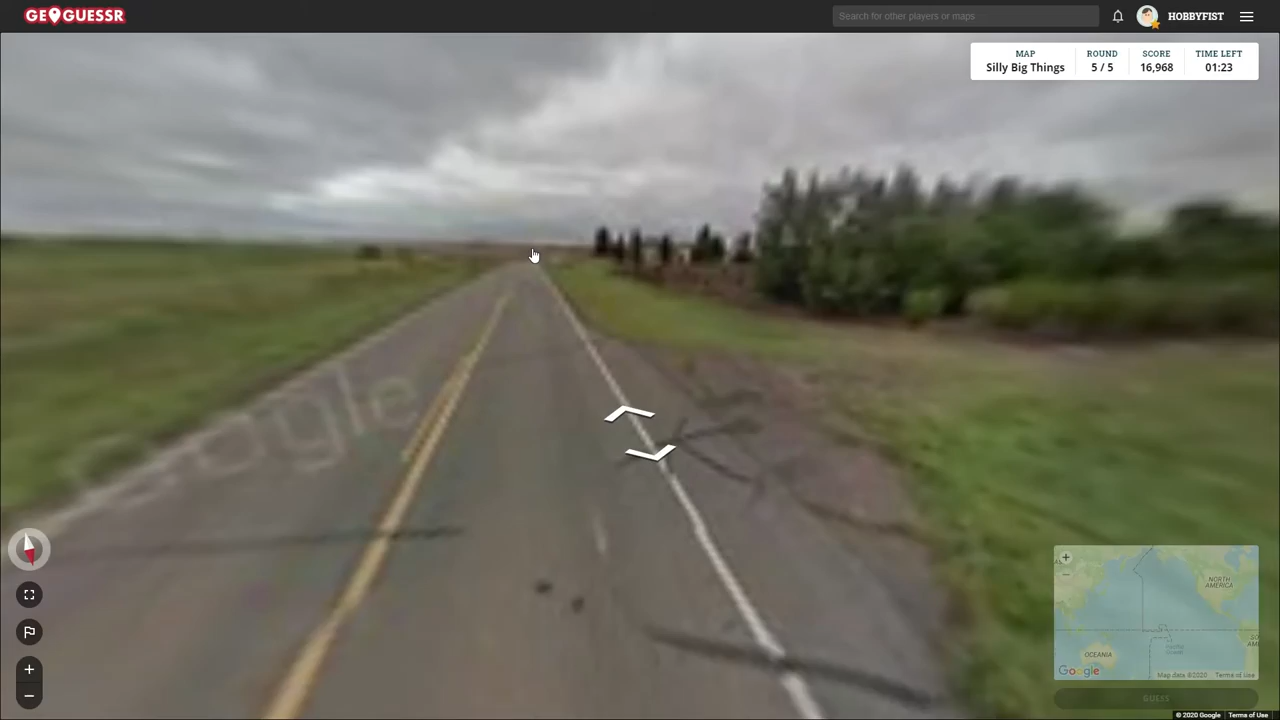 GEOGUESSR
Search for other players or maps
HOBBYFIST
MAP
Silly Big Things
ROUND
5 / 5
SCORE
16,968
TIME LEFT
01:23
NORTH
AMERICA
OCEANIA
Google
Map data ©2020
Terms of Use
GUESS
© 2020 Google
Terms of Use